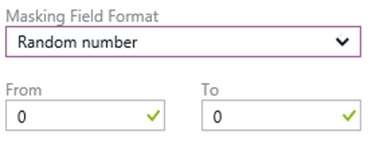 Masking Field Format
Random number
From To
0 0